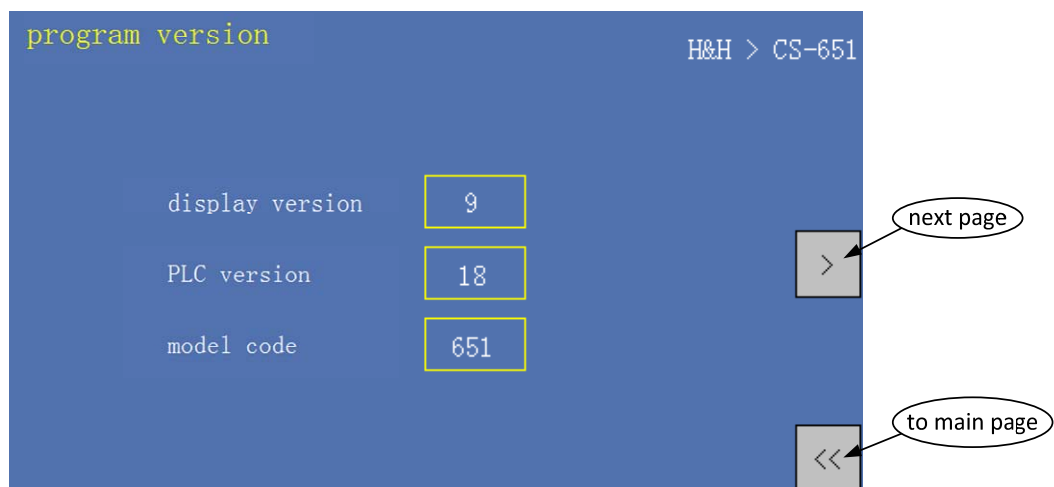 program version
H&H > CS-651
display version 9
next page
PLC version 18
>
model code 651
to main page
<<